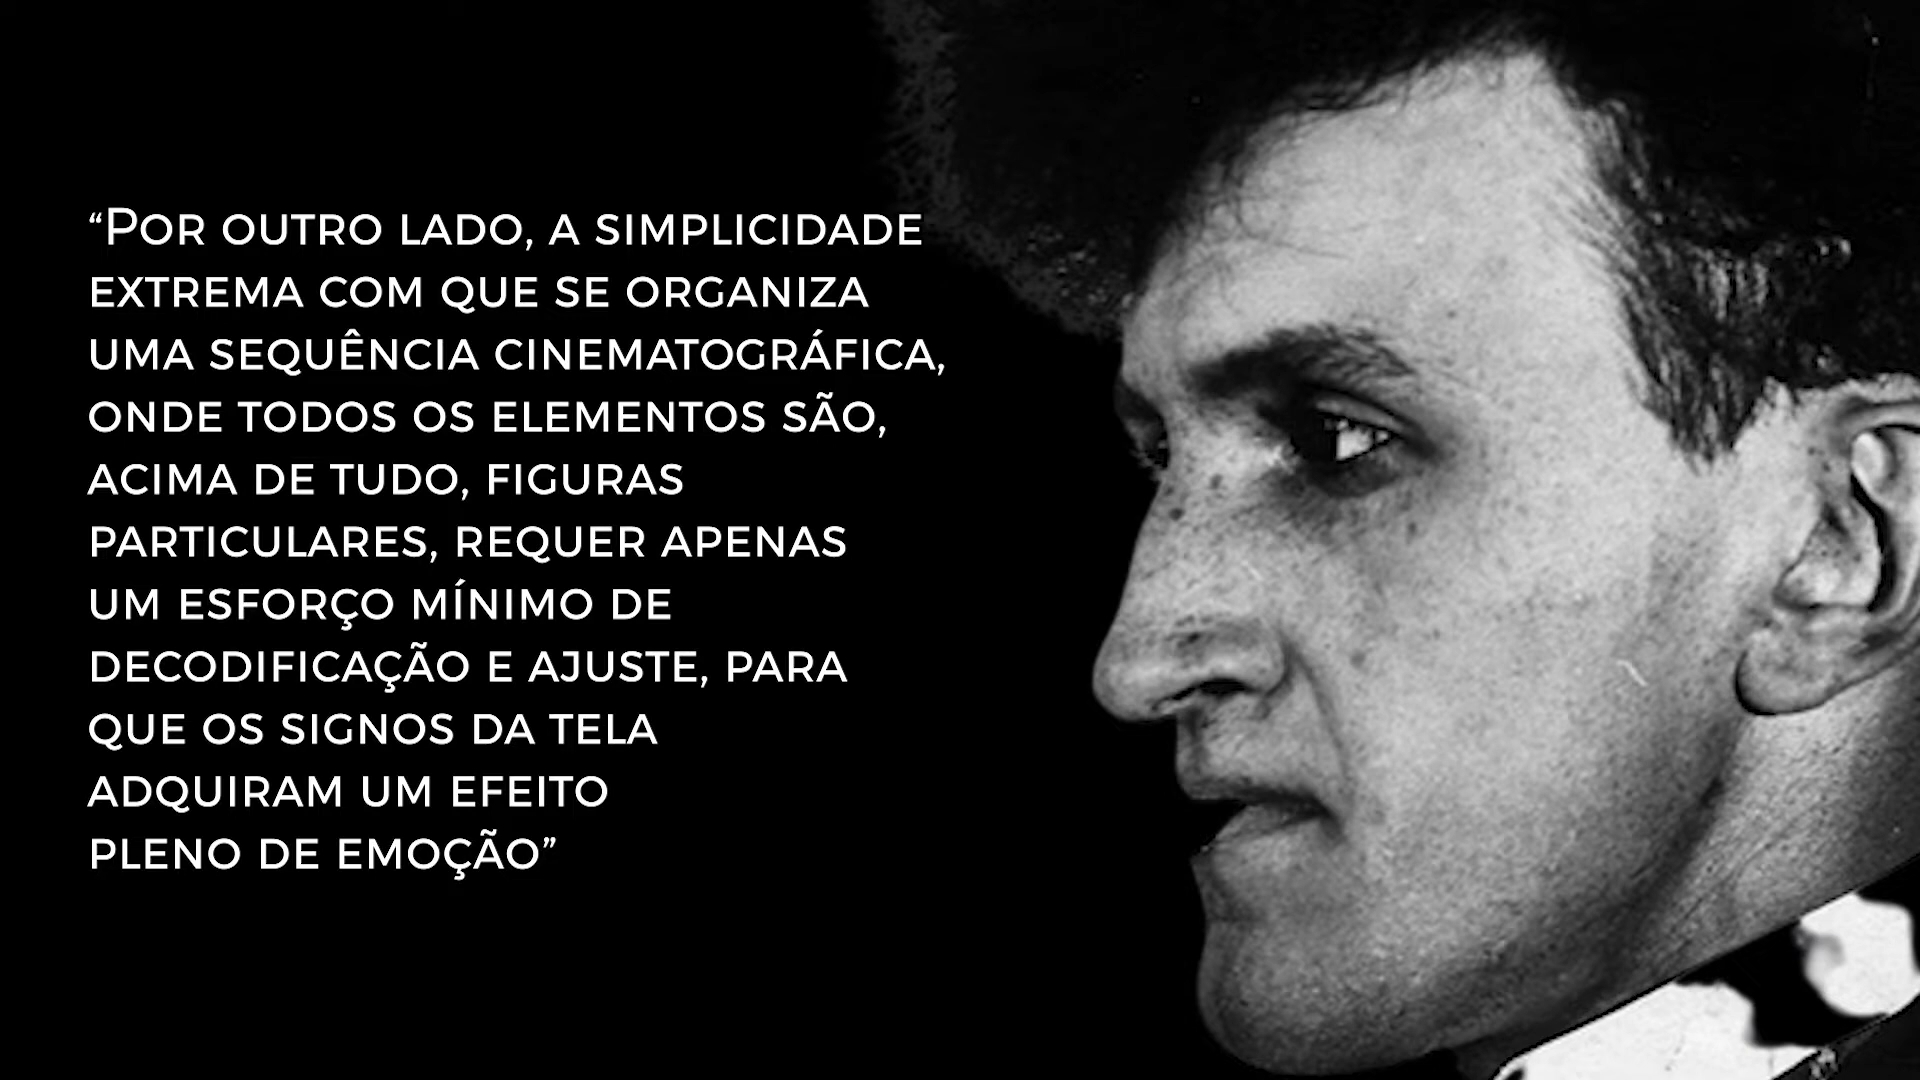 “Por outro lado, a simplicidade
extrema com que se organiza
uma sequência cinematográfica,
onde todos os elementos são,
acima de tudo, figuras
particulares, requer apenas
um esforço mínimo de
decodificação e ajuste, para
que os signos da tela
adquiram um efeito
pleno de emoção”